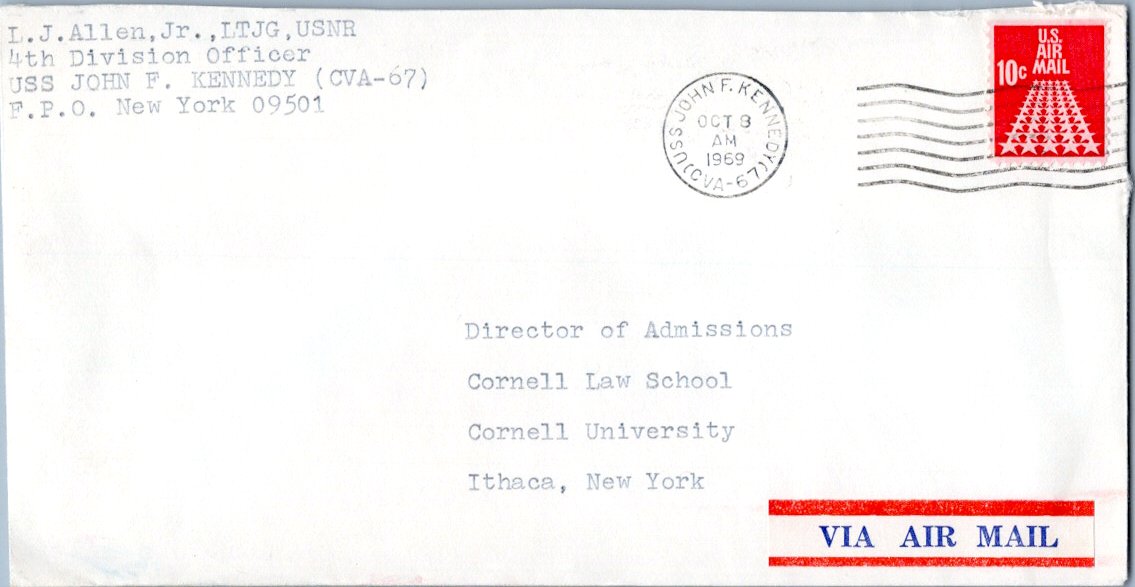 L.J.Allen,Jr.,LTJG,USNR
4th Division Officer
USS JOHN F. KENNEDY (CVA-67)
F.P.O. New York 09501
USS JOHN F. KENNEDY
OCT 8
AM
1969
(CVA-67)
U.S.
AIR
MAIL
10c
Director of Admissions
Cornell Law School
Cornell University
Ithaca, New York
VIA AIR MAIL